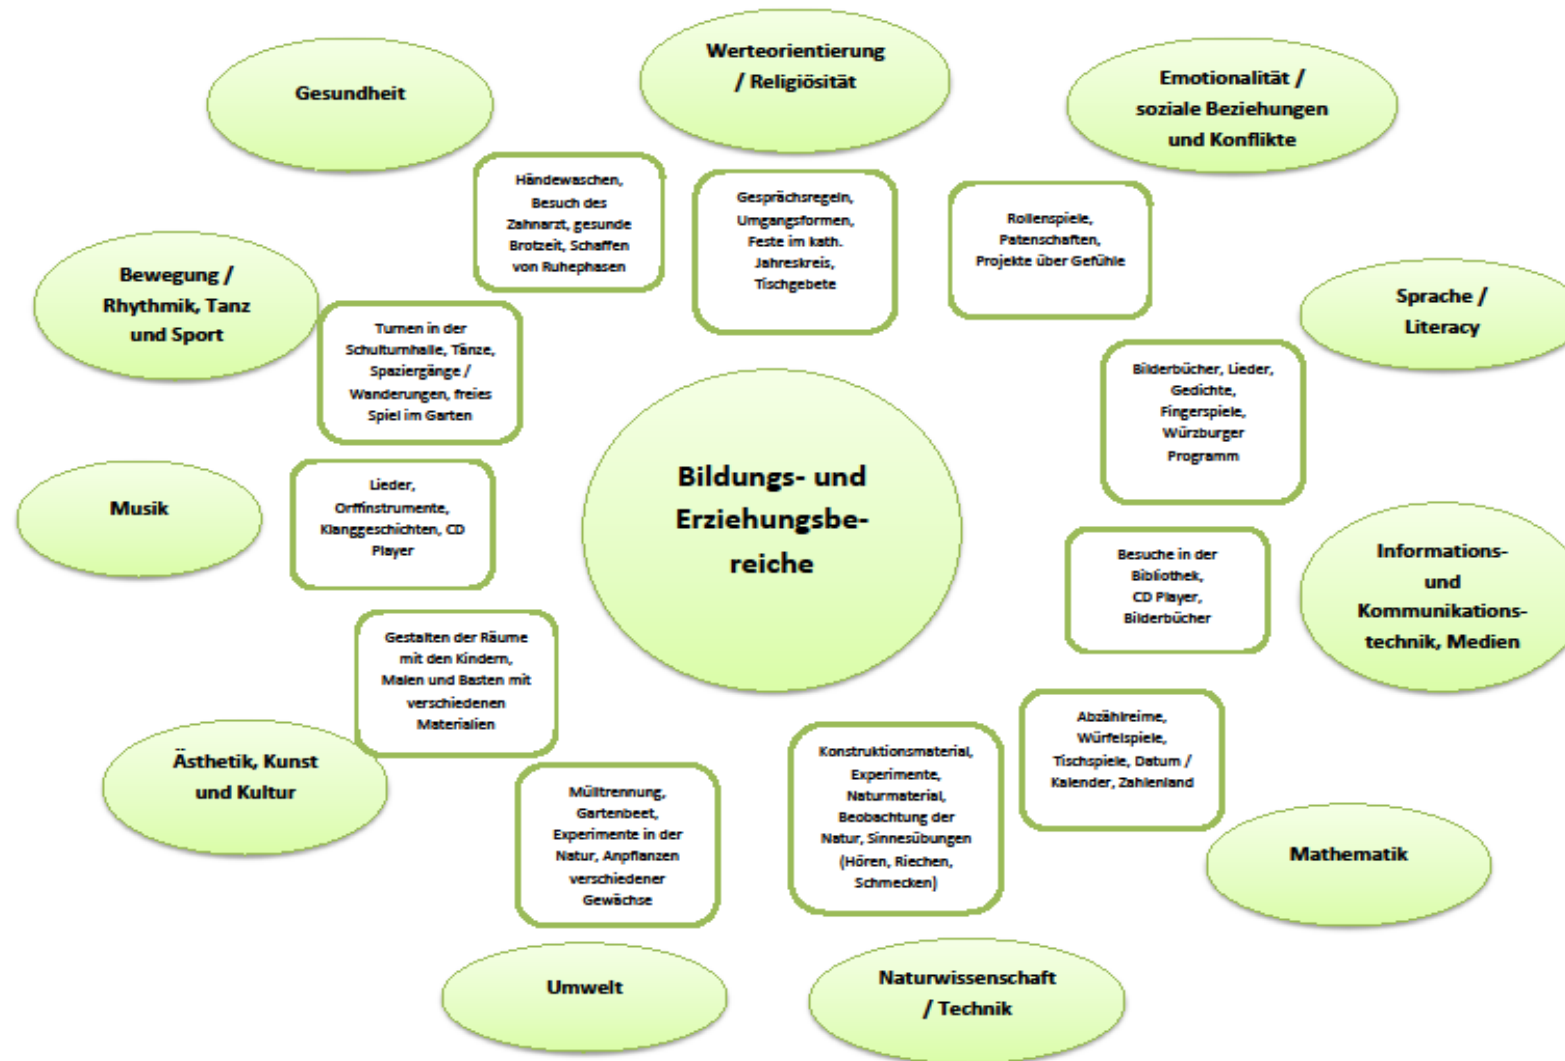 Gesundheit
Werteorientierung
/ Religiösität
Emotionalität /
soziale Beziehungen
und Konflikte
Händewaschen,
Besuch des
Zahnarzt, gesunde
Brotzeit, Schaffen
von Ruhephasen
Gesprächsregeln,
Umgangsformen,
Feste im kath.
Jahreskreis,
Tischgebete
Rollenspiele,
Patenschaften,
Projekte über Gefühle
Bewegung /
Rhythmik, Tanz
und Sport
Turnen in der
Schulturnhalle, Tänze,
Spaziergänge /
Wanderungen, freies
Spiel im Garten
Sprache /
Literacy
Bilderbücher, Lieder,
Gedichte,
Fingerspiele,
Würzburger
Programm
Bildungs- und
Erziehungsbe-
reiche
Musik
Lieder,
Orffinstrumente,
Klanggeschichten, CD
Player
Besuche in der
Bibliothek,
CD Player,
Bilderbücher
Informations-
und
Kommunikations-
technik, Medien
Gestalten der Räume
mit den Kindern,
Malen und Basten mit
verschiedenen
Materialien
Ästhetik, Kunst
und Kultur
Mülltrennung,
Gartenbeet,
Experimente in der
Natur, Anpflanzen
verschiedener
Gewächse
Konstruktionsmaterial,
Experimente,
Naturmaterial,
Beobachtung der
Natur, Sinnesübungen
(Hören, Riechen,
Schmecken)
Abzählreime,
Würfelspiele,
Tischspiele, Datum /
Kalender, Zahlenland
Mathematik
Umwelt
Naturwissenschaft
/ Technik